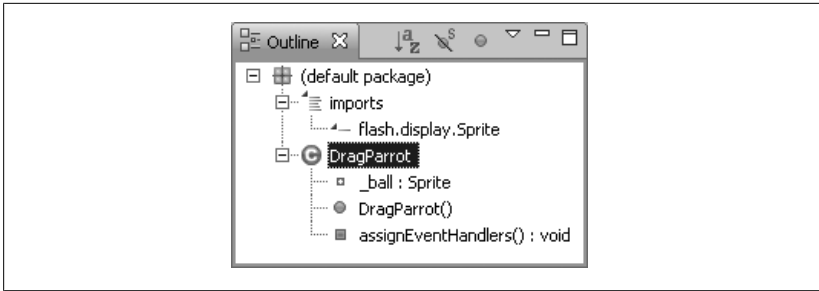 Outline
(default package)
imports
flash.display.Sprite
DragParrot
_ball : Sprite
DragParrot()
assignEventHandlers() : void